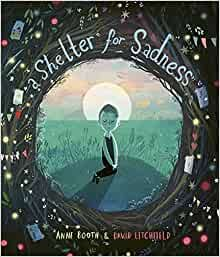 a Shelter for Sadness
ANNE BOOTH & DAVID LITCHFIELD